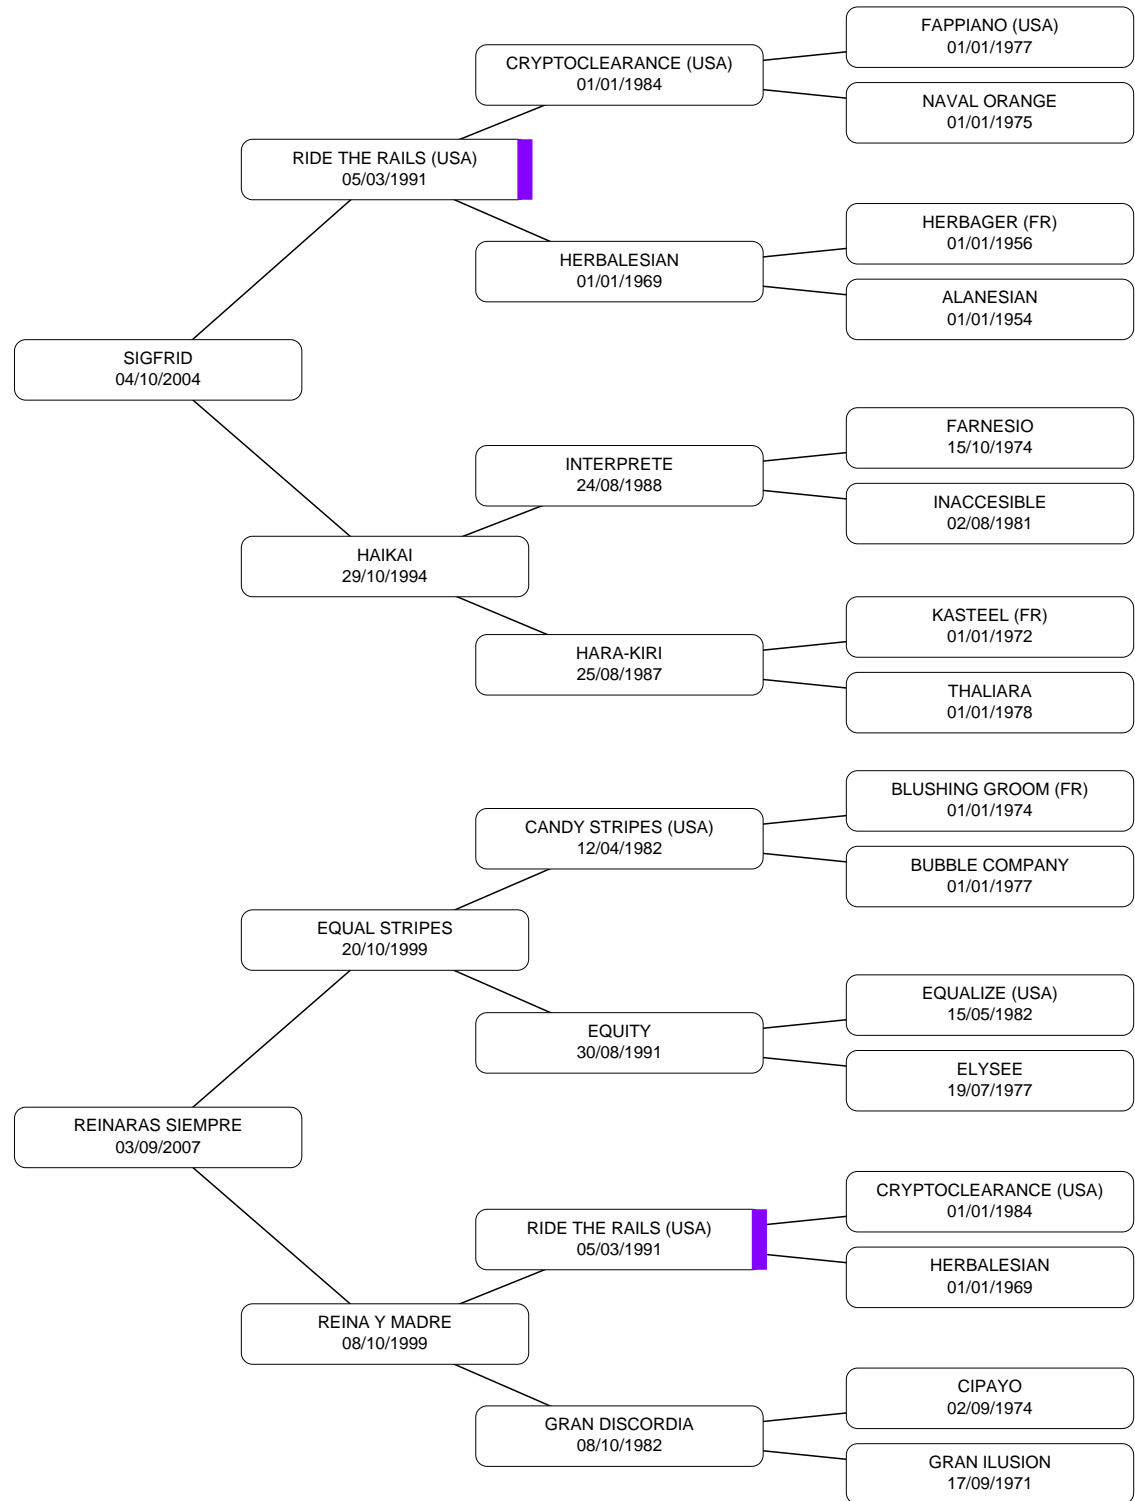 FAPPIANO (USA)
01/01/1977
CRYPTOCLEARANCE (USA)
01/01/1984
NAVAL ORANGE
01/01/1975
RIDE THE RAILS (USA)
05/03/1991
HERBAGER (FR)
01/01/1956
HERBALESIAN
01/01/1969
ALANESIAN
01/01/1954
SIGFRID
04/10/2004
FARNESIO
15/10/1974
INTERPRETE
24/08/1988
INACCESIBLE
02/08/1981
HAIKAI
29/10/1994
KASTEEL (FR)
01/01/1972
HARA-KIRI
25/08/1987
THALIARA
01/01/1978
BLUSHING GROOM (FR)
01/01/1974
CANDY STRIPES (USA)
12/04/1982
BUBBLE COMPANY
01/01/1977
EQUAL STRIPES
20/10/1999
EQUALIZE (USA)
15/05/1982
EQUITY
30/08/1991
ELYSEE
19/07/1977
REINARAS SIEMPRE
03/09/2007
CRYPTOCLEARANCE (USA)
01/01/1984
RIDE THE RAILS (USA)
05/03/1991
HERBALESIAN
01/01/1969
REINA Y MADRE
08/10/1999
CIPAYO
02/09/1974
GRAN DISCORDIA
08/10/1982
GRAN ILUSION
17/09/1971